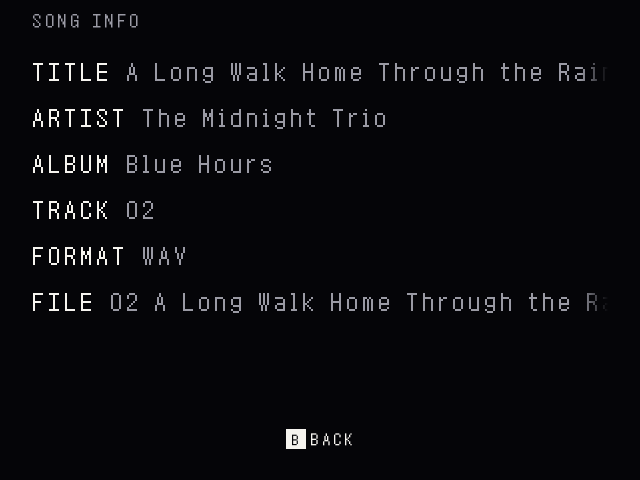 SONG INFO
TITLE A Long Walk Home Through the Rain
ARTIST The Midnight Trio
ALBUM Blue Hours
TRACK 02
FORMAT WAV
FILE 02 A Long Walk Home Through the
B BACK